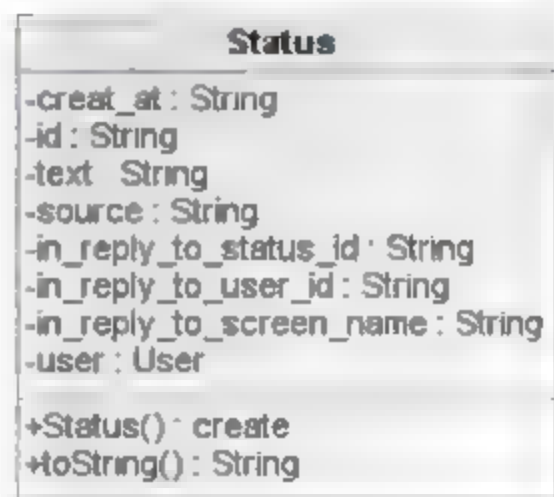 Status
-creat_at : String
-id : String
-text : String
-source : String
-in_reply_to_status_id : String
-in_reply_to_user_id : String
-in_reply_to_screen_name : String
-user : User
+Status() : create
+toString() : String